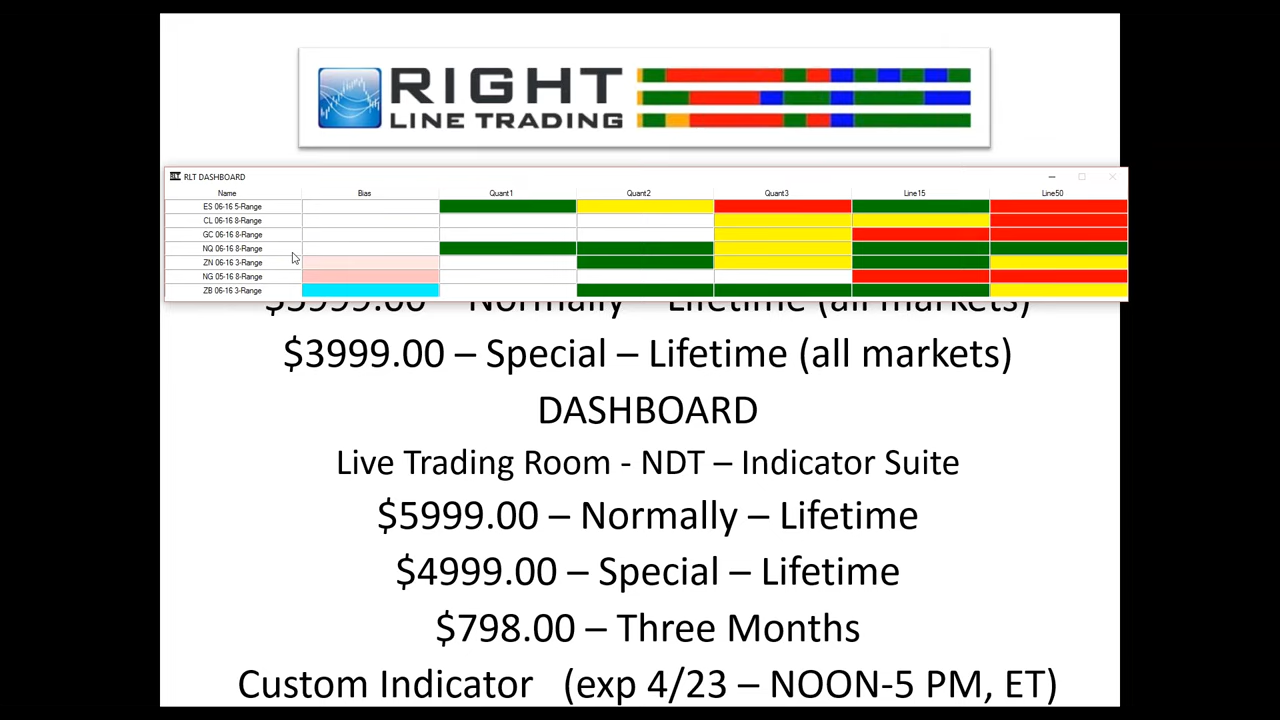 RIGHT
LINE TRADING
RLT DASHBOARD
Name Bias Quant1 Quant2 Quant3 Line15 Line50
ES 06-16 5-Range
CL 06-16 8-Range
GC 06-16 8-Range
NQ 06-16 8-Range
ZN 06-16 3-Range
NG 05-16 8-Range
ZB 06-16 3-Range
Normally – Lifetime (all markets)
$3999.00 – Special – Lifetime (all markets)
DASHBOARD
Live Trading Room - NDT – Indicator Suite
$5999.00 – Normally – Lifetime
$4999.00 – Special – Lifetime
$798.00 – Three Months
Custom Indicator (exp 4/23 – NOON-5 PM, ET)